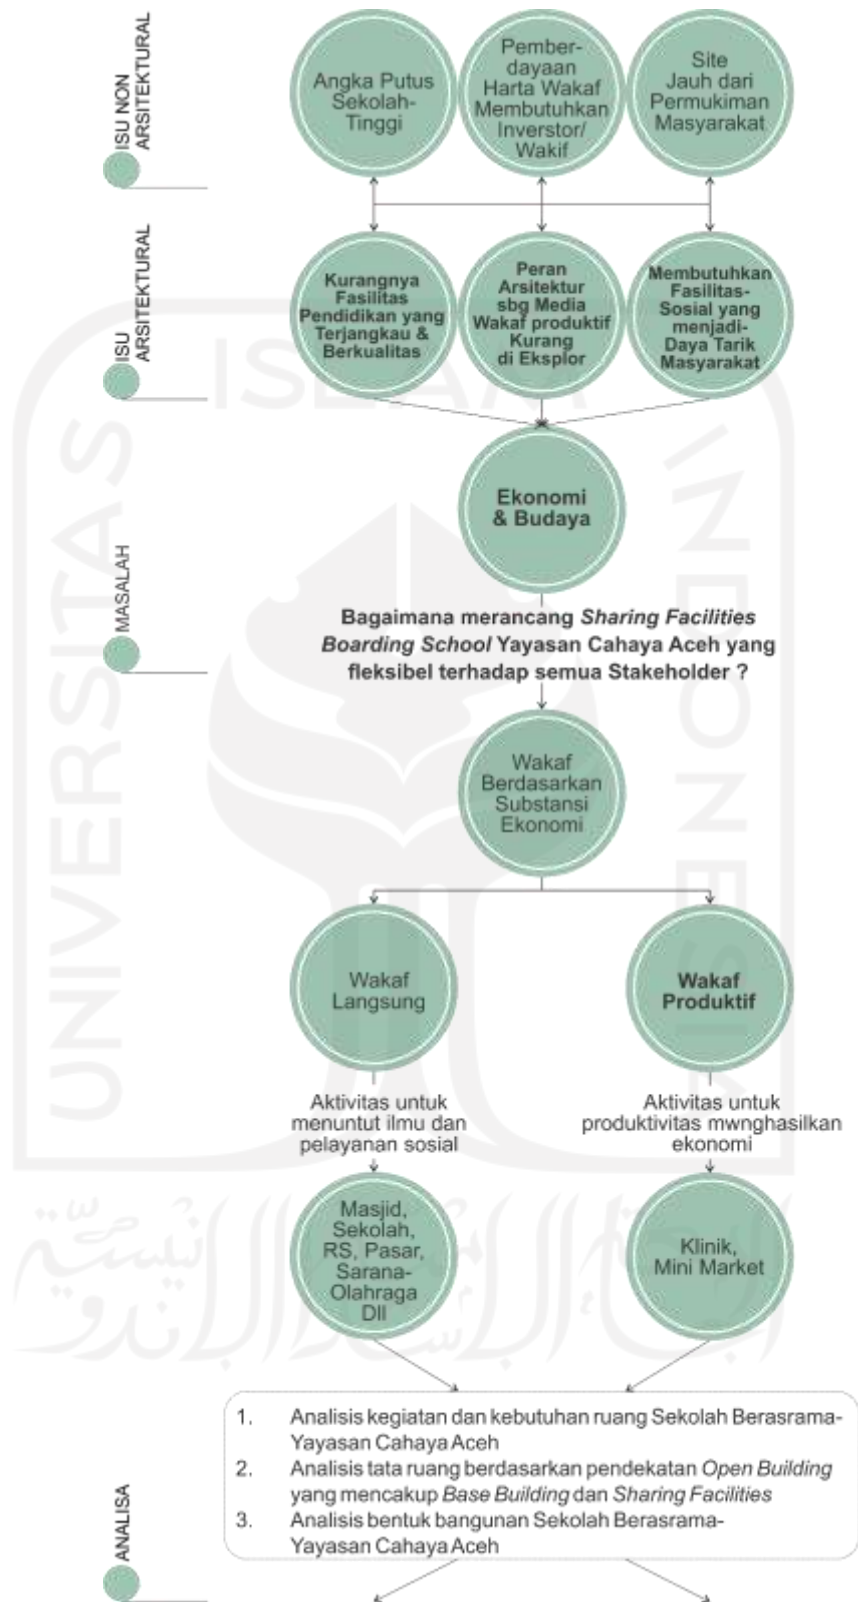 ISU NON
ARSITEKTURAL
Angka Putus
Sekolah-
Tinggi
Pember-
dayaan
Harta Wakaf
Membutuhkan
Inverstor/
Wakif
Site
Jauh dari
Permukiman
Masyarakat
ISU
ARSITEKTURAL
Kurangnya
Fasilitas
Pendidikan yang
Terjangkau &
Berkualitas
Peran
Arsitektur
sbg Media
Wakaf produktif
Kurang
di Eksplor
Membutuhkan
Fasilitas-
Sosial yang
menjadi-
Daya Tarik
Masyarakat
MASALAH
Ekonomi
& Budaya
Bagaimana merancang Sharing Facilities
Boarding School Yayasan Cahaya Aceh yang
fleksibel terhadap semua Stakeholder ?
Wakaf
Berdasarkan
Substansi
Ekonomi
Wakaf
Langsung
Wakaf
Produktif
Aktivitas untuk
menuntut ilmu dan
pelayanan sosial
Aktivitas untuk
produktivitas mwnghasilkan
ekonomi
Masjid,
Sekolah,
RS, Pasar,
Sarana-
Olahraga
Dll
Klinik,
Mini Market
ANALISA
1. Analisis kegiatan dan kebutuhan ruang Sekolah Berasrama-
Yayasan Cahaya Aceh
2. Analisis tata ruang berdasarkan pendekatan Open Building
yang mencakup Base Building dan Sharing Facilities
3. Analisis bentuk bangunan Sekolah Berasrama-
Yayasan Cahaya Aceh
UNIVERSITAS
ISLAM
INDONESIA